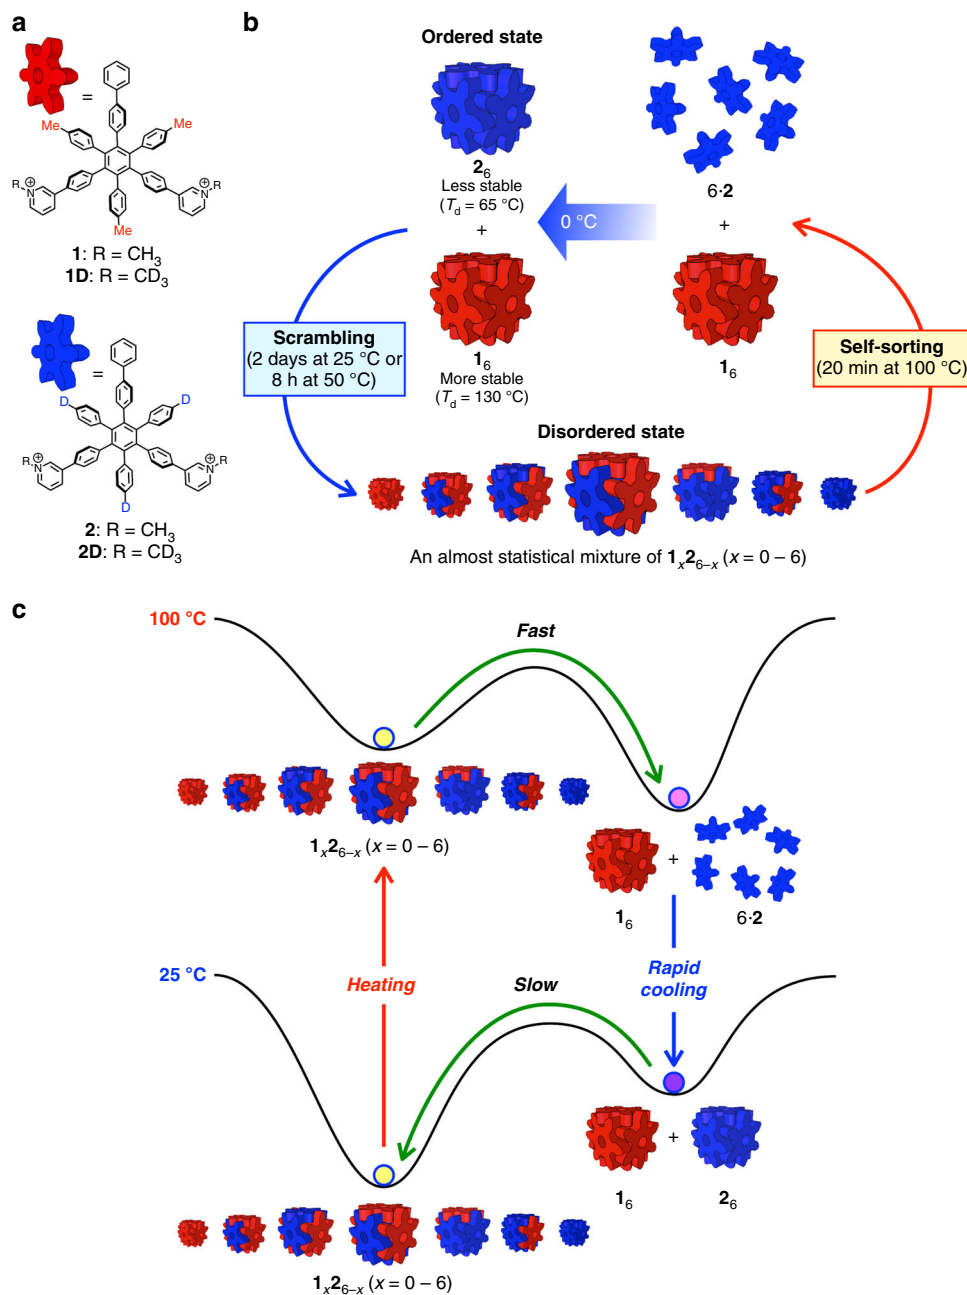 a
=
Me
Me
R
N
+
+
N
R
Me
1: R = CH₃
1D: R = CD₃
=
D
D
R
N
+
+
N
R
D
2: R = CH₃
2D: R = CD₃
b
Ordered state
2₆
Less stable
(T_d = 65 °C)
+
1₆
More stable
(T_d = 130 °C)
0 °C
6·2
+
1₆
Scrambling
(2 days at 25 °C or
8 h at 50 °C)
Self-sorting
(20 min at 100 °C)
Disordered state
An almost statistical mixture of 1ₓ2₆₋ₓ (x = 0 – 6)
c
100 °C
Fast
1ₓ2₆₋ₓ (x = 0 – 6)
+
1₆
6·2
25 °C
Heating
Slow
Rapid
cooling
+
1₆
2₆
1ₓ2₆₋ₓ (x = 0 – 6)